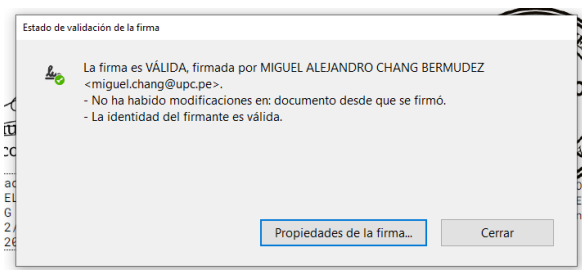 Estado de validación de la firma
La firma es VÁLIDA, firmada por MIGUEL ALEJANDRO CHANG BERMUDEZ
<miguel.chang@upc.pe>.
- No ha habido modificaciones en: documento desde que se firmó.
- La identidad del firmante es válida.
Propiedades de la firma...
Cerrar